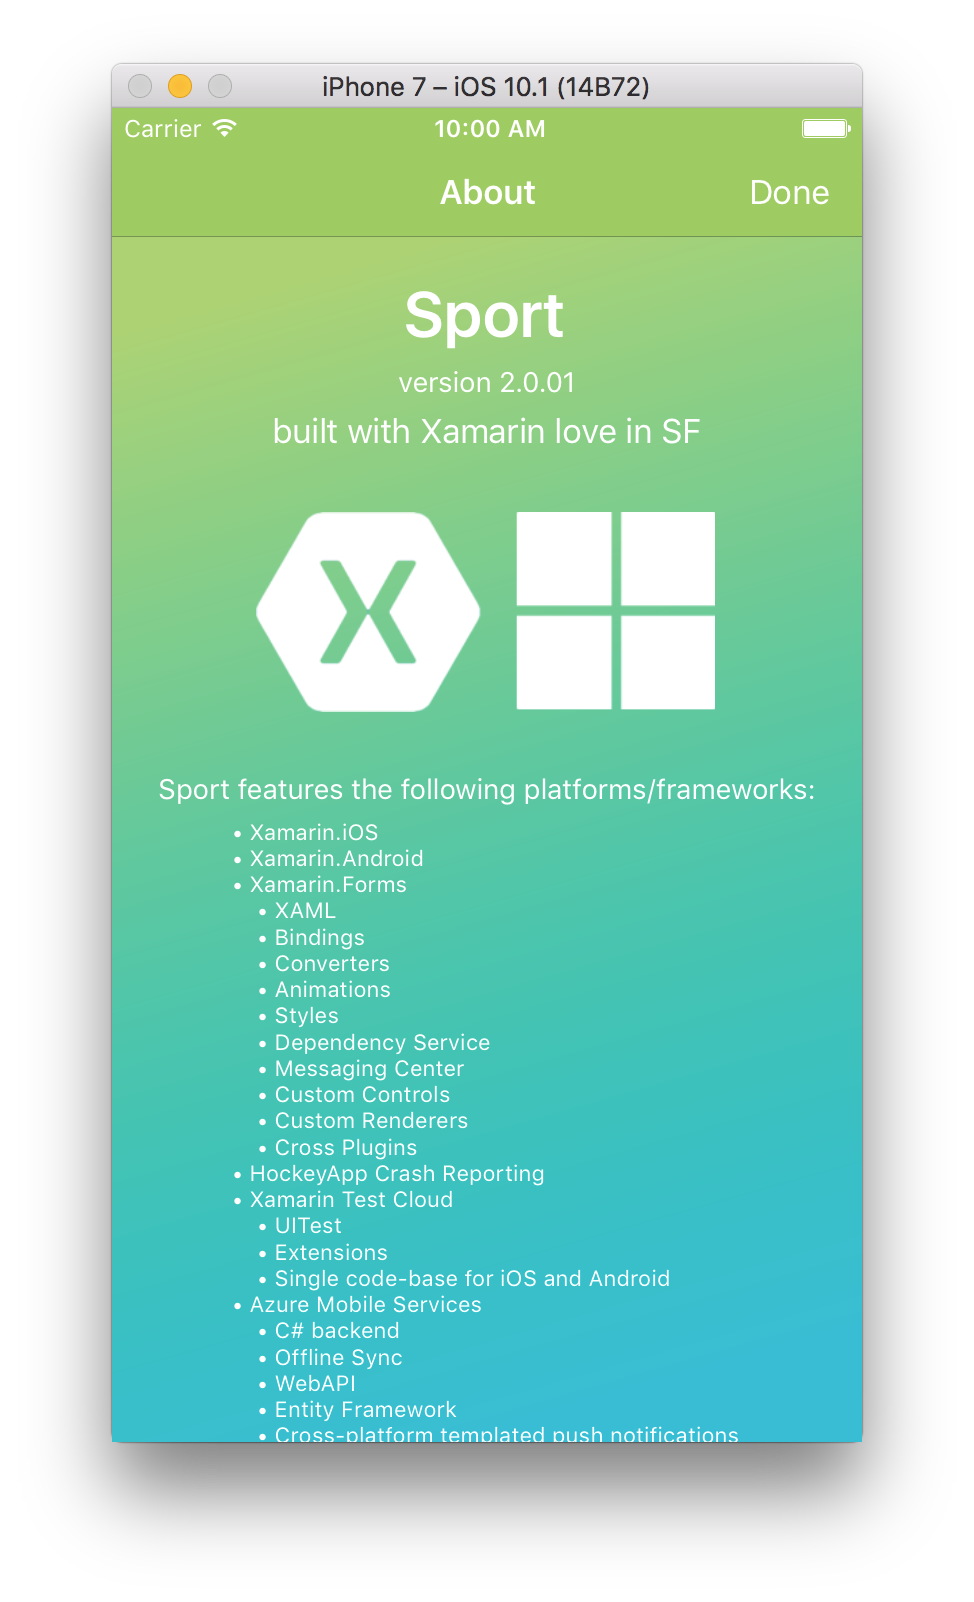 iPhone 7 – iOS 10.1 (14B72)
Carrier 10:00 AM
About Done
Sport
version 2.0.01
built with Xamarin love in SF
X
Sport features the following platforms/frameworks:
• Xamarin.iOS
• Xamarin.Android
• Xamarin.Forms
• XAML
• Bindings
• Converters
• Animations
• Styles
• Dependency Service
• Messaging Center
• Custom Controls
• Custom Renderers
• Cross Plugins
• HockeyApp Crash Reporting
• Xamarin Test Cloud
• UITest
• Extensions
• Single code-base for iOS and Android
• Azure Mobile Services
• C# backend
• Offline Sync
• WebAPI
• Entity Framework
• Cross-platform templated push notifications